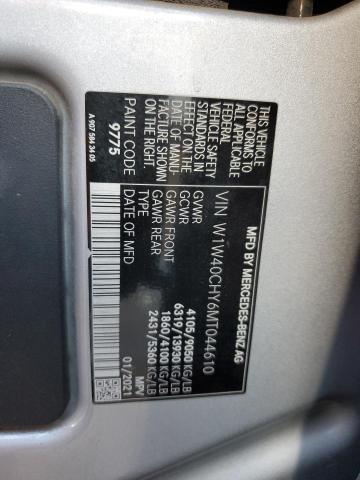 MFD BY MERCEDES-BENZ AG
VIN W1W40CHY6MT044610
GVWR 4105/9050 KG/LB
GCWR 6319/13930 KG/LB
GAWR FRONT 1860/4100 KG/LB
GAWR REAR 2431/5360 KG/LB
TYPE MPV
DATE OF MFD 01/2021
THIS VEHICLE CONFORMS TO
ALL APPLICABLE
FEDERAL
VEHICLE SAFETY
STANDARDS IN EFFECT ON THE
DATE OF MANU-
FACTURE SHOWN
ON THE RIGHT
PAINT CODE
9775
A 907 584 34 05